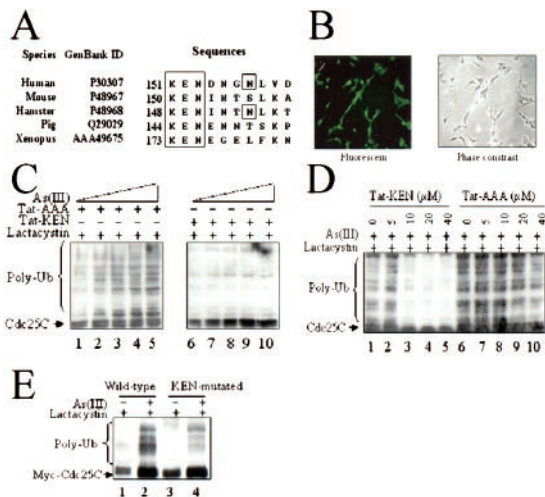 A
Species GenBank ID Sequences
Human P30307 151 K E N D N G N L V D
Mouse P48967 150 K E N I N T S L K A
Hamster P48968 148 K E N I N T N L K T
Pig Q29029 144 K E N E N N T S K P
Xenopus AAA49675 173 K E N E G E L F K N
B
Fluorescein Phase constrast
C
As(III)
Tat-AAA + + + + + - - - - -
Tat-KEN - - - - - + + + + +
Lactacystin + + + + + + + + + +
Poly-Ub
Cdc25C
1 2 3 4 5 6 7 8 9 10
D
Tat-KEN (μM) Tat-AAA (μM)
0 5 10 20 40 0 5 10 20 40
As(III) + + + + + + + + + +
Lactacystin + + + + + + + + + +
Poly-Ub
Cdc25C
1 2 3 4 5 6 7 8 9 10
E
Wild-type KEN-mutated
As(III) - + - +
Lactacystin + + + +
Poly-Ub
Myc-Cdc25C
1 2 3 4